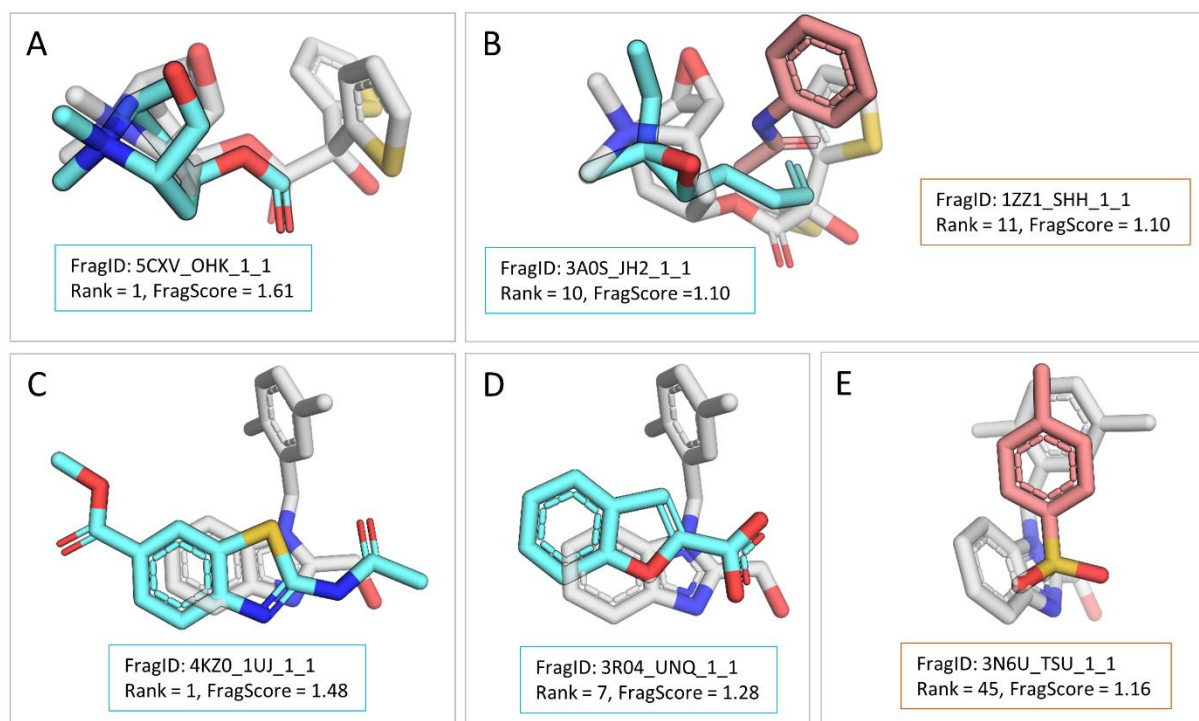 A
FragID: 5CXV_OHK_1_1
Rank = 1, FragScore = 1.61
B
FragID: 3A0S_JH2_1_1
Rank = 10, FragScore =1.10
FragID: 1ZZ1_SHH_1_1
Rank = 11, FragScore = 1.10
C
FragID: 4KZ0_1UJ_1_1
Rank = 1, FragScore = 1.48
D
FragID: 3R04_UNQ_1_1
Rank = 7, FragScore = 1.28
E
FragID: 3N6U_TSU_1_1
Rank = 45, FragScore = 1.16